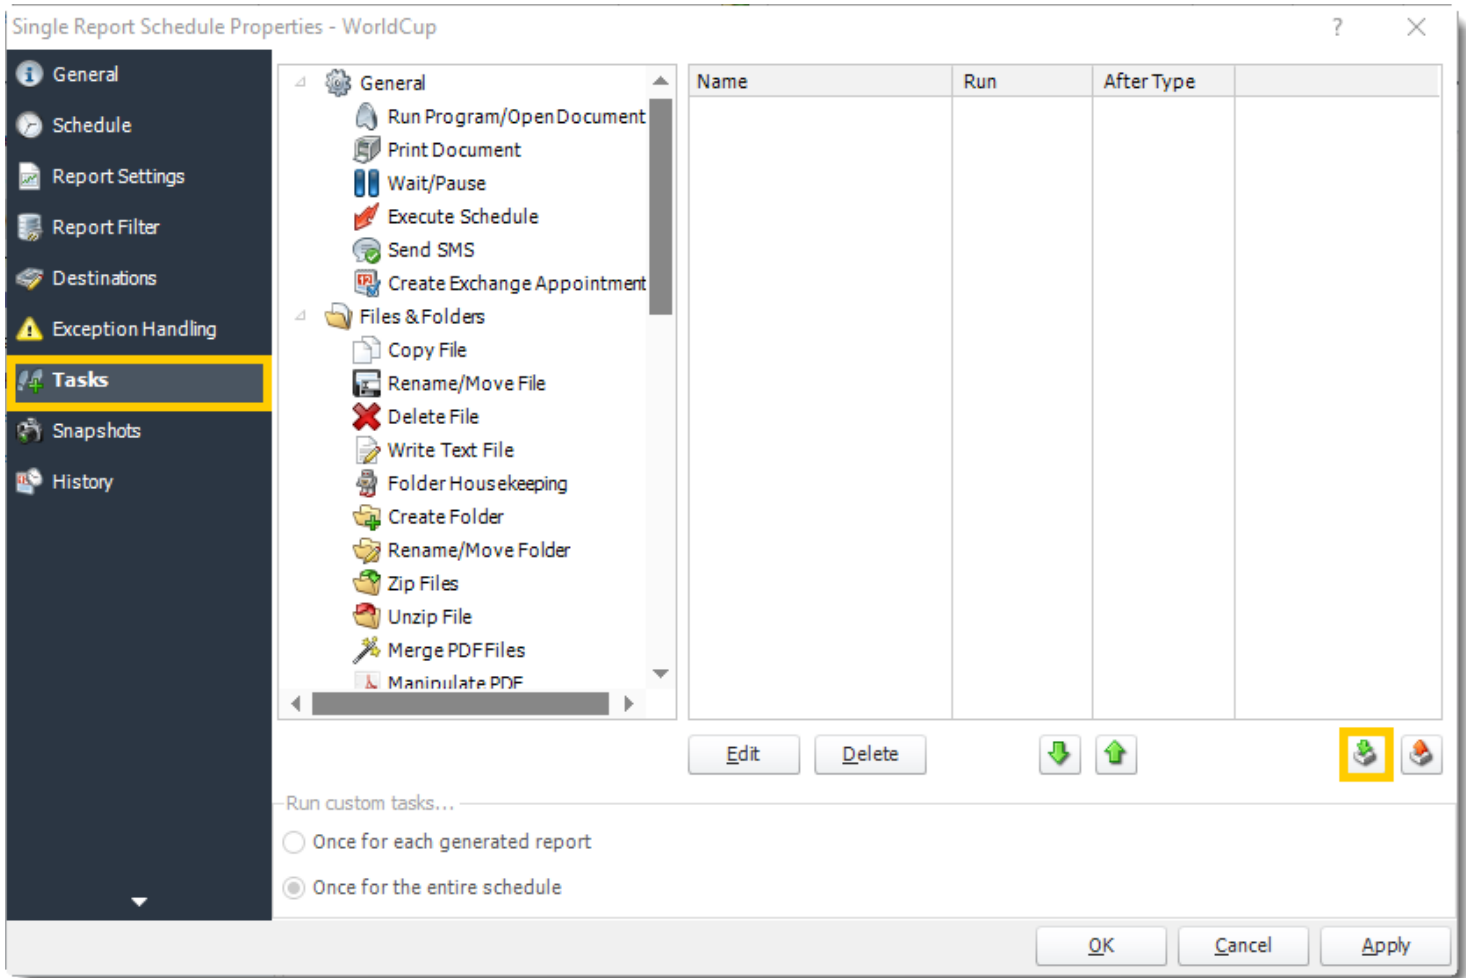 Single Report Schedule Properties - WorldCup
?
General
Schedule
Report Settings
Report Filter
Destinations
Exception Handling
Tasks
Snapshots
History
General
Run Program/Open Document
Print Document
Wait/Pause
Execute Schedule
Send SMS
Create Exchange Appointment
Files & Folders
Copy File
Rename/Move File
Delete File
Write Text File
Folder Housekeeping
Create Folder
Rename/Move Folder
Zip Files
Unzip File
Merge PDF Files
Manipulate PDF
Name Run After Type
Edit Delete
Run custom tasks...
Once for each generated report
Once for the entire schedule
OK Cancel Apply